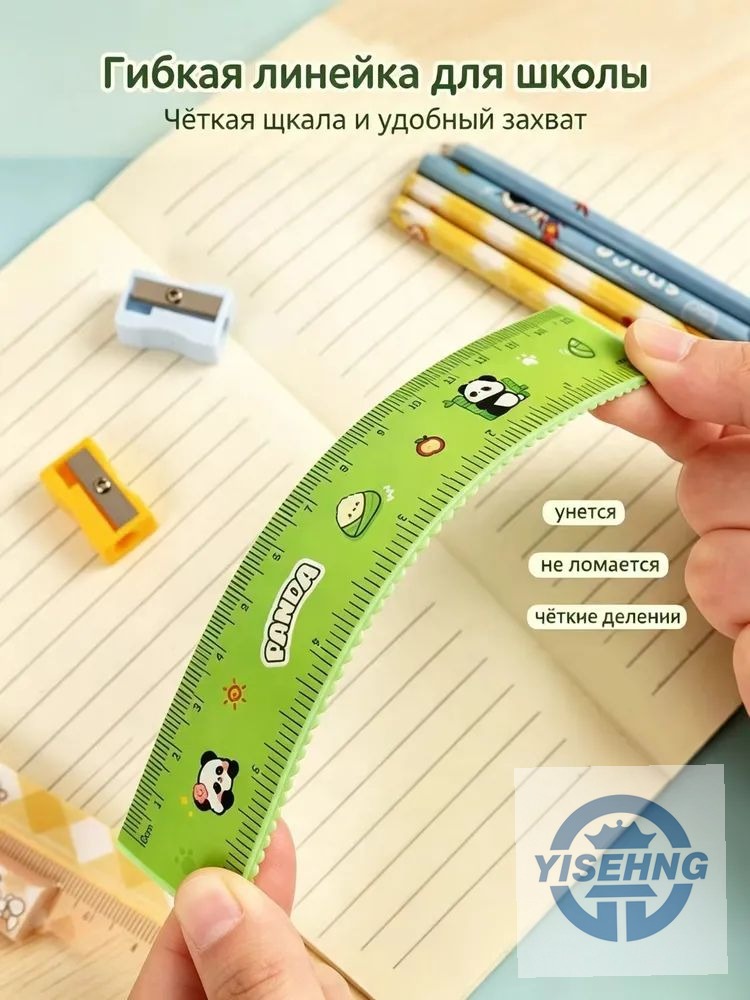 Гибкая линейка для школы
Чёткая щкала и удобный захват
унется
не ломается
чёткие делении
PANDA
YISEHNG